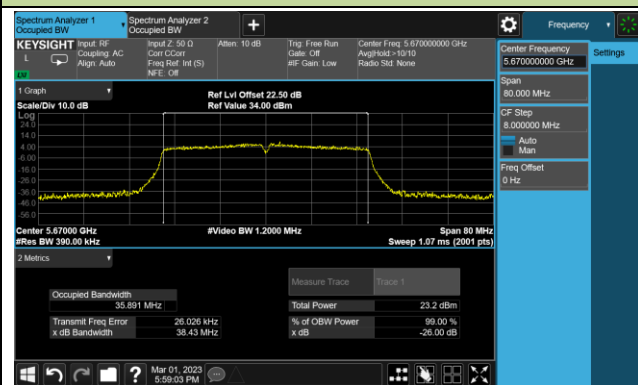 Spectrum Analyzer 1
Occupied BW
Spectrum Analyzer 2
Occupied BW
Frequency
KEYSIGHT
L
Input: RF
Coupling: AC
Align: Auto
Input Z: 50 Ω
Corr CCorr
Freq Ref: Int (S)
NFE: Off
Atten: 10 dB
Trig: Free Run
Gate: Off
#IF Gain: Low
Center Freq: 5.670000000 GHz
Avg|Hold:>10/10
Radio Std: None
Center Frequency
5.670000000 GHz
Settings
Span
80.000 MHz
CF Step
8.000000 MHz
Auto
Man
Freq Offset
0 Hz
1 Graph
Scale/Div 10.0 dB
Ref Lvl Offset 22.50 dB
Ref Value 34.00 dBm
Log
24.0
14.0
4.00
-6.00
-16.0
-26.0
-36.0
-46.0
-56.0
Center 5.67000 GHz
#Res BW 390.00 kHz
#Video BW 1.2000 MHz
Span 80 MHz
Sweep 1.07 ms (2001 pts)
2 Metrics
Measure Trace
Trace 1
Occupied Bandwidth
35.891 MHz
Total Power
23.2 dBm
Transmit Freq Error
26.026 kHz
% of OBW Power
99.00 %
x dB Bandwidth
38.43 MHz
x dB
-26.00 dB
?
Mar 01, 2023
5:59:03 PM